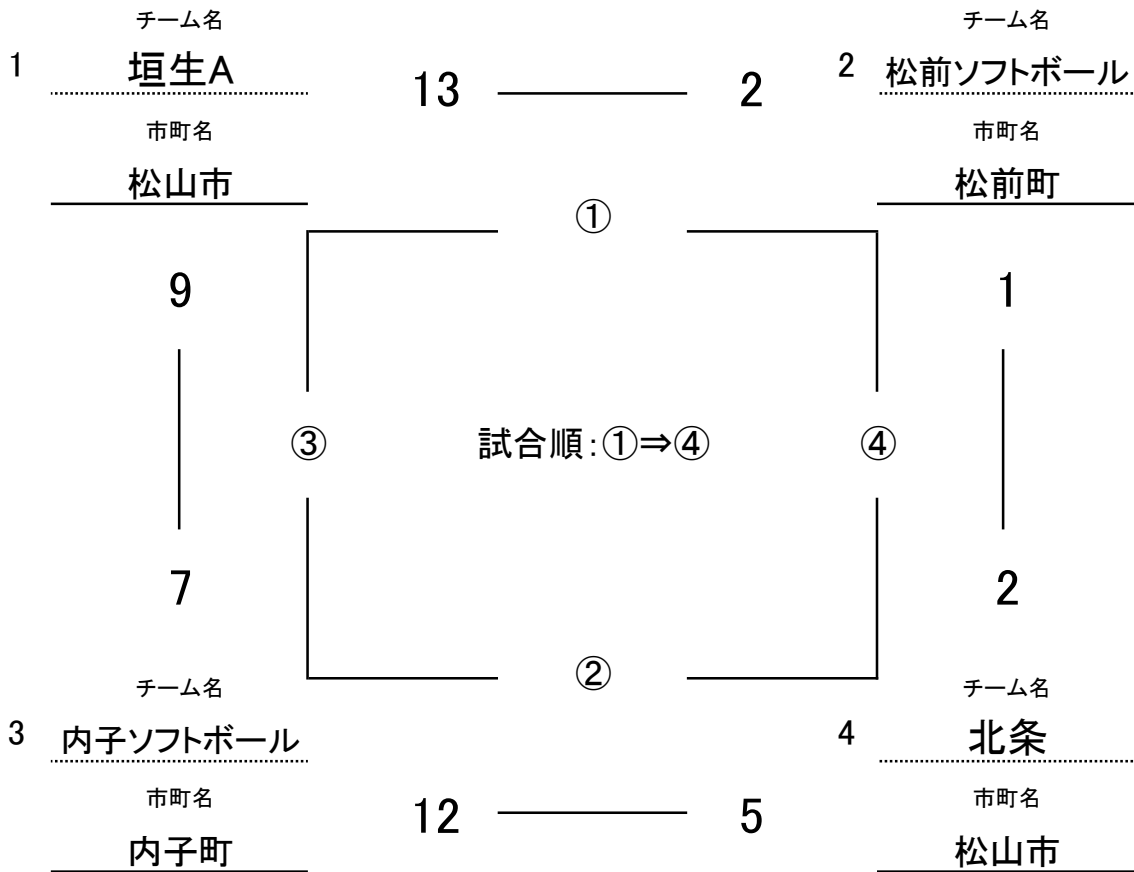 チーム名
チーム名
1 垣生A 13 2 2 松前ソフトボール
市町名
市町名
松山市
松前町
①
9
1
③ 試合順:①⇒④ ④
7
2
②
チーム名
チーム名
3 内子ソフトボール
4 北条
市町名
市町名
12 5
内子町
松山市